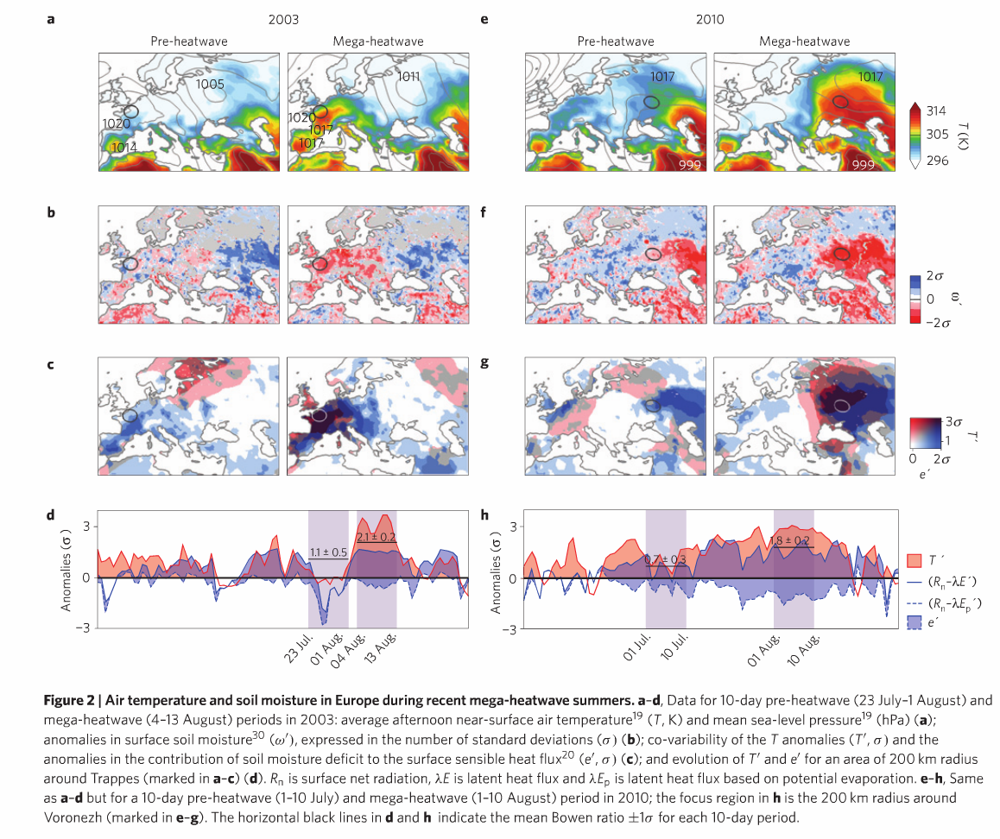 a
2003
e
2010
Pre-heatwave
Mega-heatwave
Pre-heatwave
Mega-heatwave
1005
1020
1014
1011
1020
1017
1017
1017
999
1017
999
314
305
296
T (K)
b
f
2σ
0
−2σ
ω´
c
g
3σ
1
0
2σ
T´
e´
d
Anomalies (σ)
3
0
−3
1.1 ± 0.5
2.1 ± 0.2
23 Jul.
01 Aug.
04 Aug.
13 Aug.
h
Anomalies (σ)
3
0
−3
0.7 ± 0.3
1.8 ± 0.2
01 Jul.
10 Jul.
01 Aug.
10 Aug.
T´
(Rn–λE´)
(Rn–λEp´)
e´
Figure 2 | Air temperature and soil moisture in Europe during recent mega-heatwave summers. a–d, Data for 10-day pre-heatwave (23 July–1 August) and
mega-heatwave (4–13 August) periods in 2003: average afternoon near-surface air temperature19 (T, K) and mean sea-level pressure19 (hPa) (a);
anomalies in surface soil moisture30 (ω′), expressed in the number of standard deviations (σ) (b); co-variability of the T anomalies (T′, σ) and the
anomalies in the contribution of soil moisture deficit to the surface sensible heat flux20 (e′, σ) (c); and evolution of T′ and e′ for an area of 200 km radius
around Trappes (marked in a–c) (d). Rn is surface net radiation, λE is latent heat flux and λEp is latent heat flux based on potential evaporation. e–h, Same
as a–d but for a 10-day pre-heatwave (1–10 July) and mega-heatwave (1–10 August) period in 2010; the focus region in h is the 200 km radius around
Voronezh (marked in e–g). The horizontal black lines in d and h indicate the mean Bowen ratio ±1σ for each 10-day period.